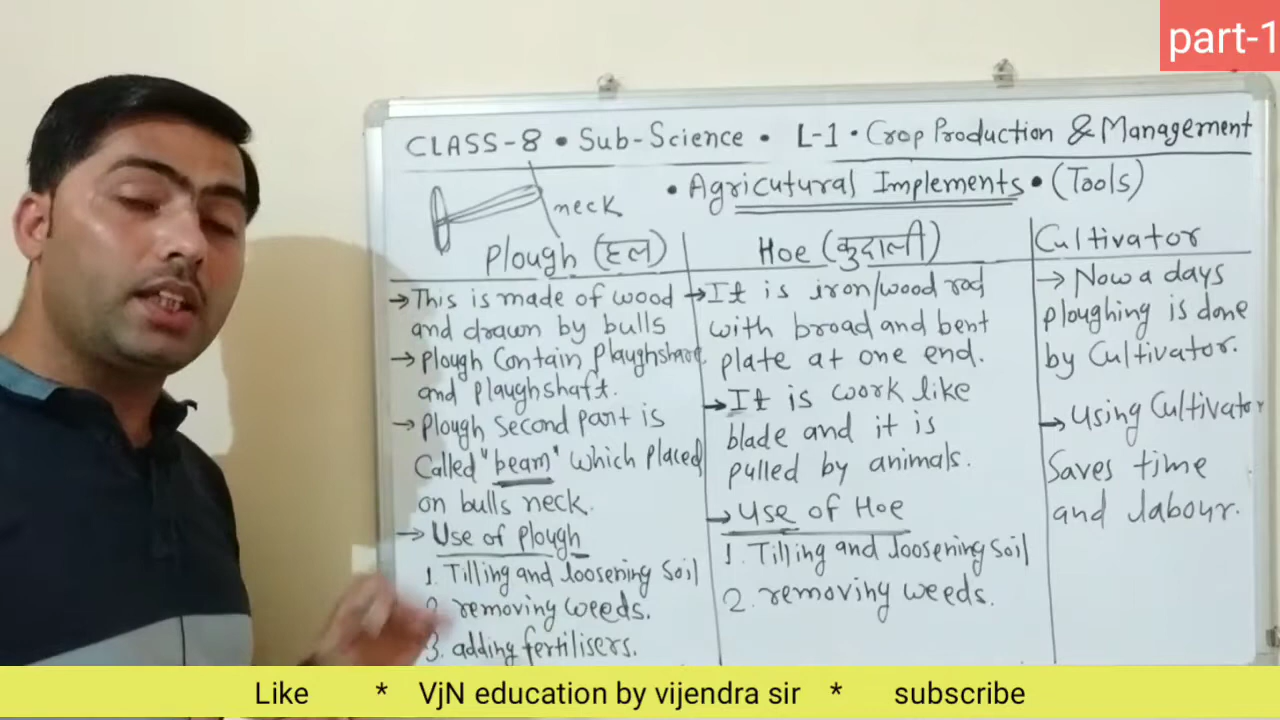 part-1
CLASS-8 • Sub-Science • L-1 • Crop Production & Management
• Agricutural Implements • (Tools)
neck
Plough (हल)
→ This is made of wood
and drawn by bulls
→ Plough Contain Plaughshare
and Plaughshaft.
→ Plough Second part is
Called "beam" which placed
on bulls neck.
→ Use of Plough
1. Tilling and loosening Soil
2. removing weeds.
3. adding fertilisers.
Hoe (कुदाली)
→ It is iron/wood rod
with broad and bent
plate at one end.
→ It is work like
blade and it is
pulled by animals.
→ Use of Hoe
1. Tilling and loosening Soil
2. removing weeds.
Cultivator
→ Now a days
ploughing is done
by Cultivator.
→ Using Cultivator
Saves time
and labour.
Like * VjN education by vijendra sir * subscribe